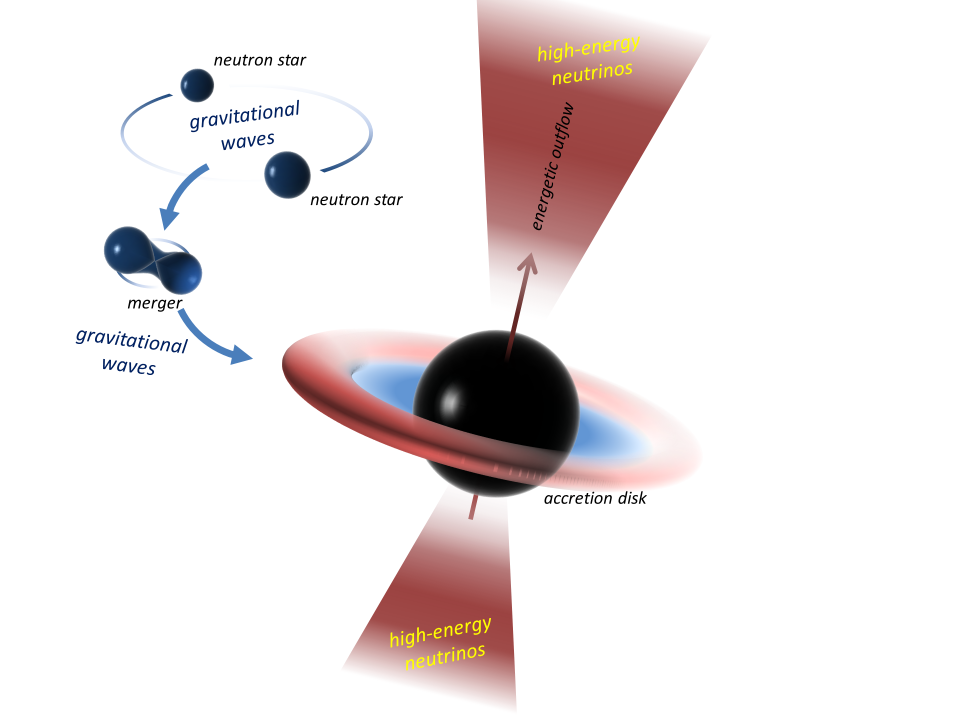 neutron star
gravitational
waves
neutron star
merger
gravitational
waves
high-energy
neutrinos
energetic outflow
accretion disk
high-energy
neutrinos